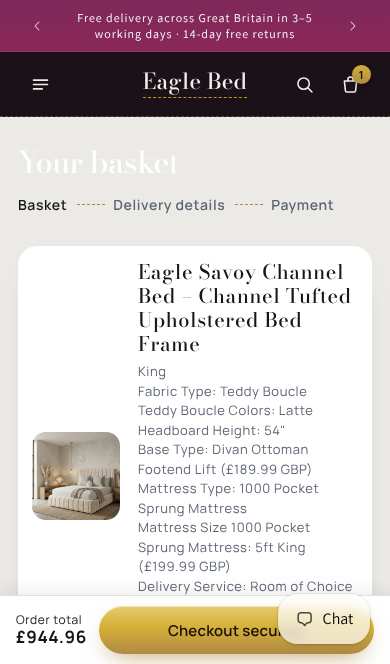 Free delivery across Great Britain in 3–5
working days · 14-day free returns
Eagle Bed
1
Your basket
Basket
Delivery details
Payment
Eagle Savoy Channel
Bed – Channel Tufted
Upholstered Bed
Frame
King
Fabric Type: Teddy Boucle
Teddy Boucle Colors: Latte
Headboard Height: 54"
Base Type: Divan Ottoman
Footend Lift (£189.99 GBP)
Mattress Type: 1000 Pocket
Sprung Mattress
Mattress Size 1000 Pocket
Sprung Mattress: 5ft King
(£199.99 GBP)
Delivery Service: Room of Choice
Order total
£944.96
Checkout
Chat